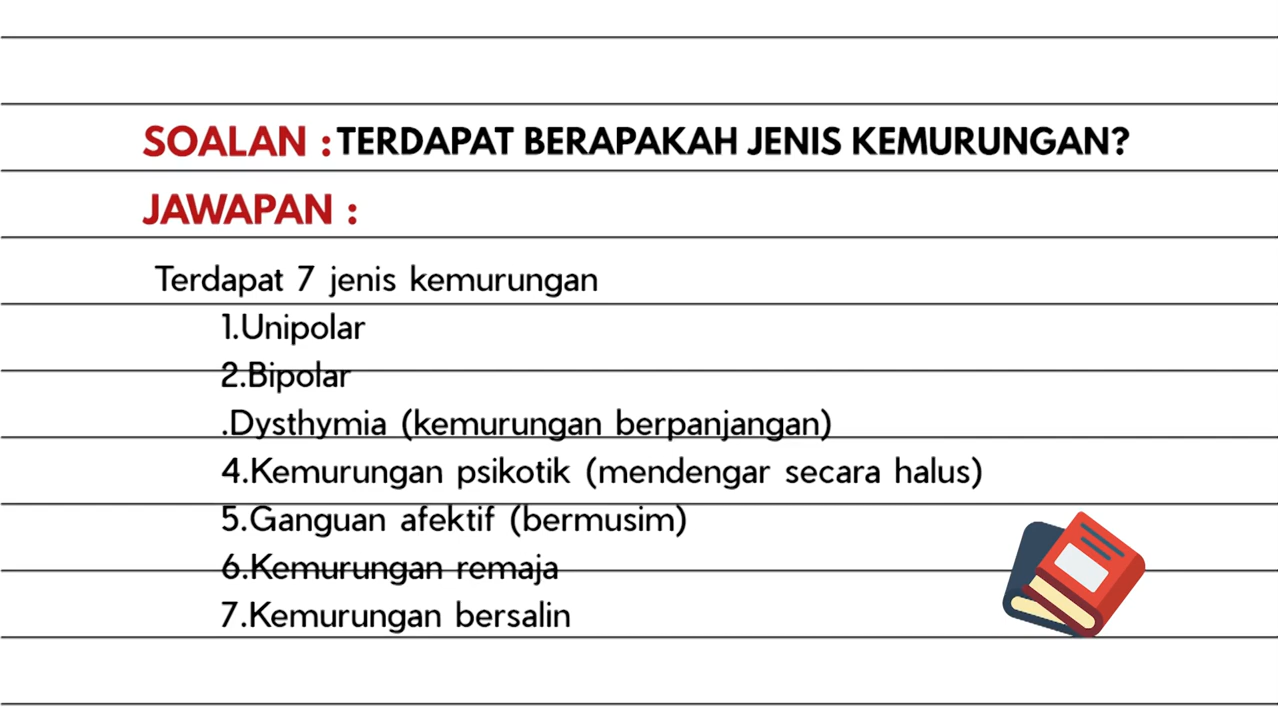 SOALAN : TERDAPAT BERAPAKAH JENIS KEMURUNGAN?
JAWAPAN :
Terdapat 7 jenis kemurungan
1.Unipolar
2.Bipolar
.Dysthymia (kemurungan berpanjangan)
4.Kemurungan psikotik (mendengar secara halus)
5.Ganguan afektif (bermusim)
6.Kemurungan remaja
7.Kemurungan bersalin